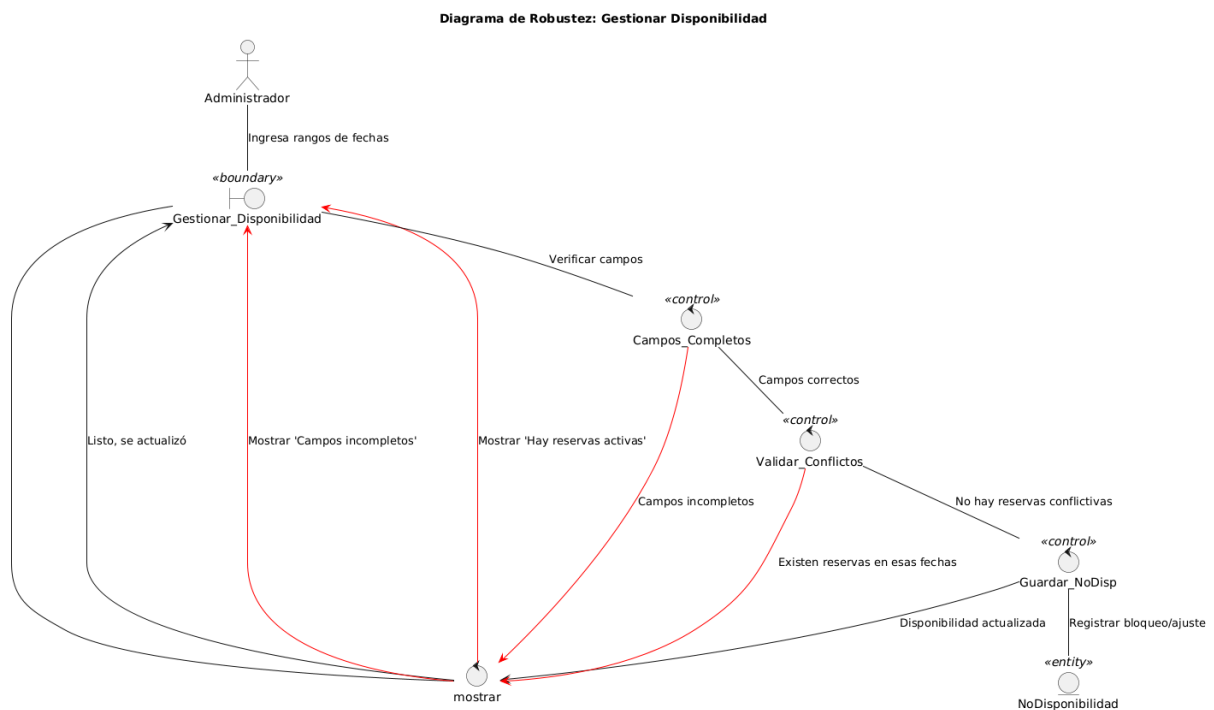 Diagrama de Robustez: Gestionar Disponibilidad
Administrador
Ingresa rangos de fechas
«boundary»
Gestionar_Disponibilidad
Verificar campos
«control»
Campos_Completos
Campos correctos
«control»
Validar_Conflictos
Listo, se actualizó
Mostrar 'Campos incompletos'
Mostrar 'Hay reservas activas'
Campos incompletos
No hay reservas conflictivas
«control»
Guardar_NoDisp
Existen reservas en esas fechas
Disponibilidad actualizada
Registrar bloqueo/ajuste
«entity»
NoDisponibilidad
mostrar